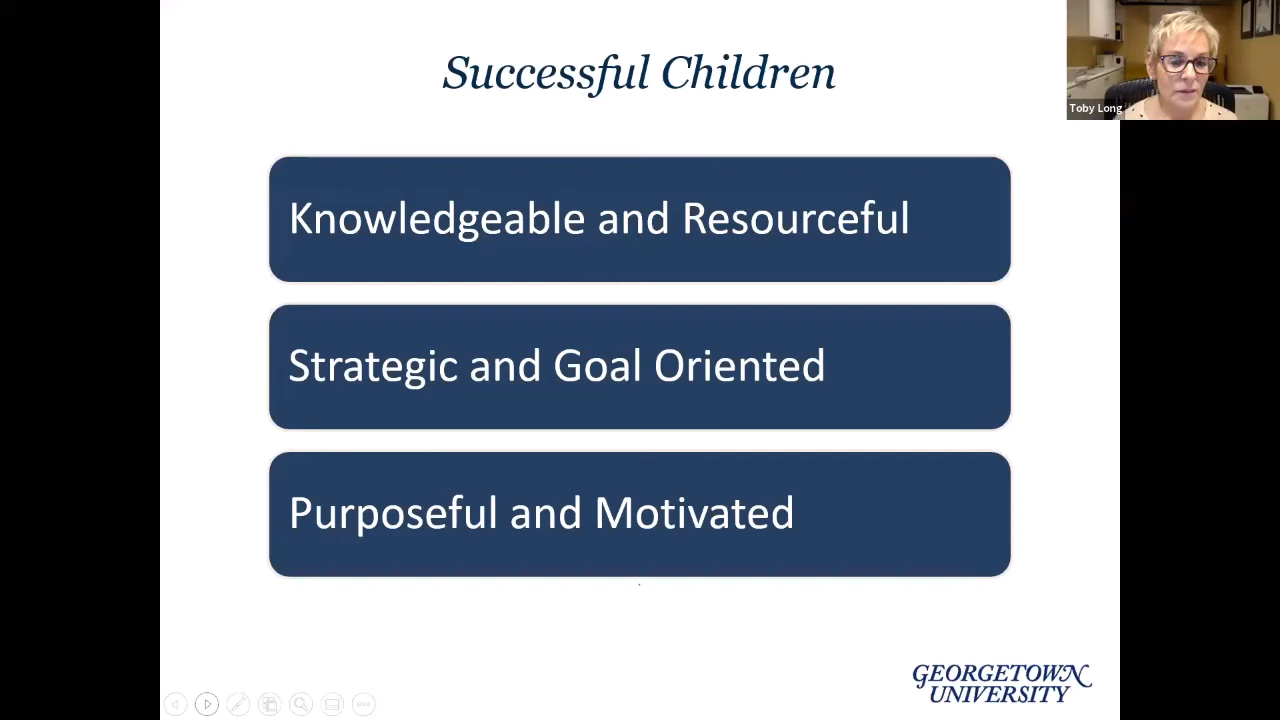 Successful Children
Toby Long
Knowledgeable and Resourceful
Strategic and Goal Oriented
Purposeful and Motivated
GEORGETOWN
UNIVERSITY